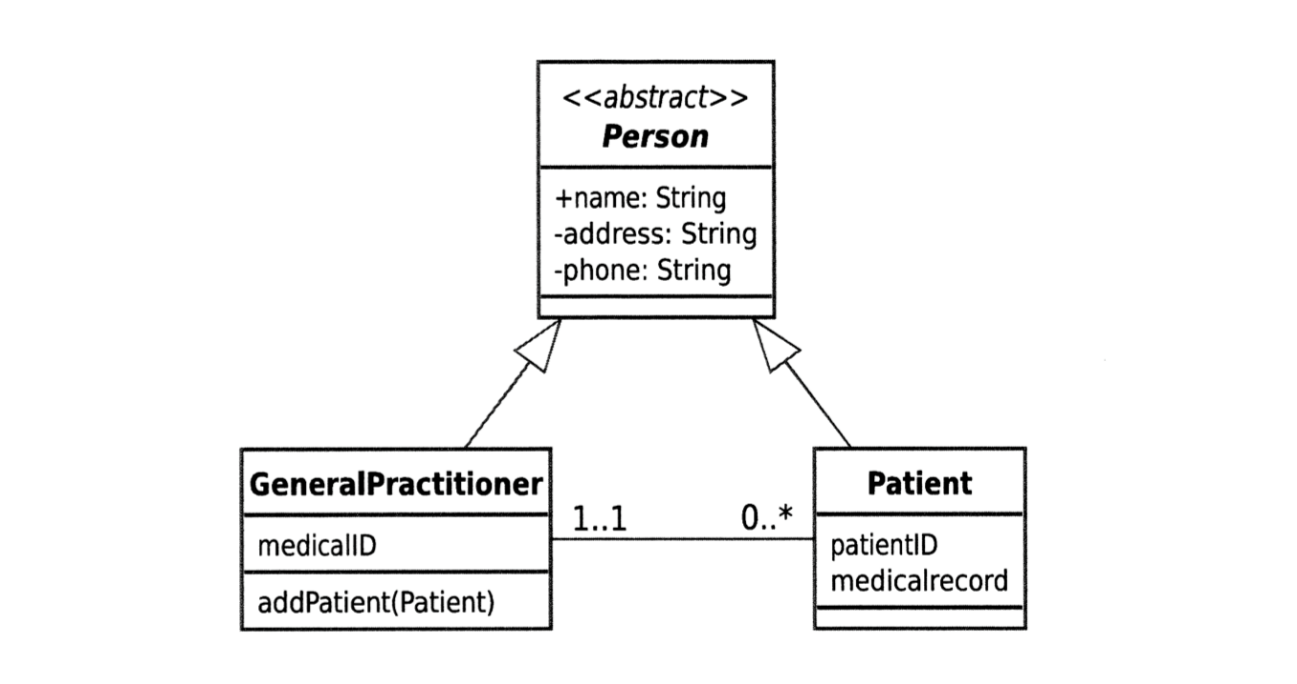 <<abstract>>
Person
+name: String
-address: String
-phone: String
GeneralPractitioner
medicalID
addPatient(Patient)
1..1
0..*
Patient
patientID
medicalrecord